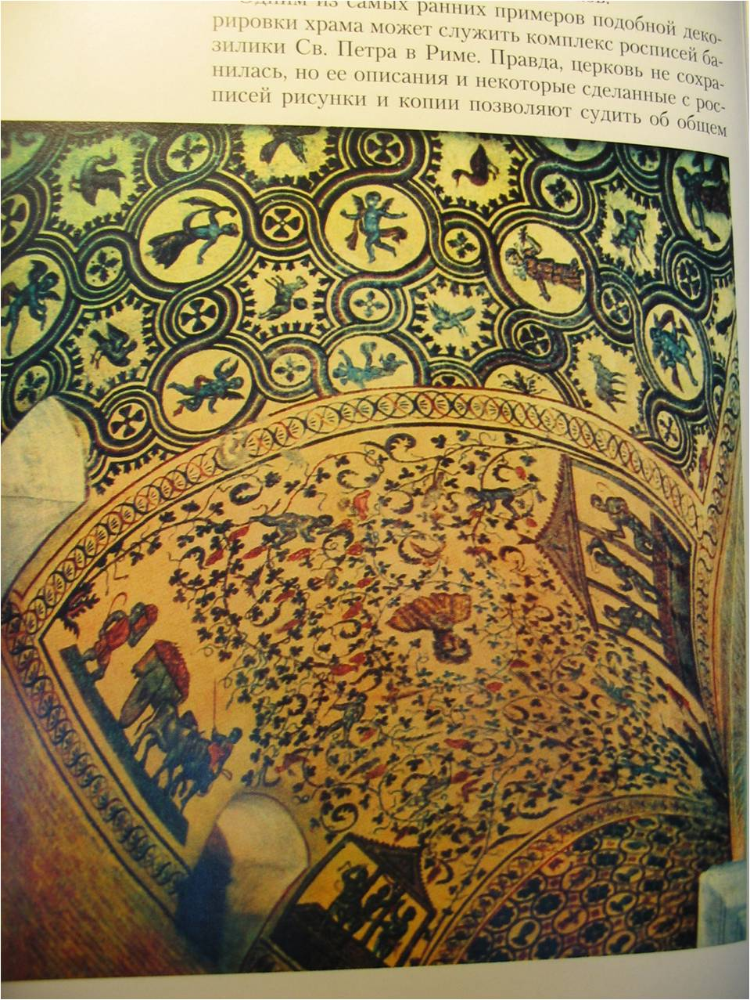 Одним из самых ранних примеров подобной деко-
рировки храма может служить комплекс росписей ба-
зилики Св. Петра в Риме. Правда, церковь не сохра-
нилась, но ее описания и некоторые сделанные с рос-
писей рисунки и копии позволяют судить об общем